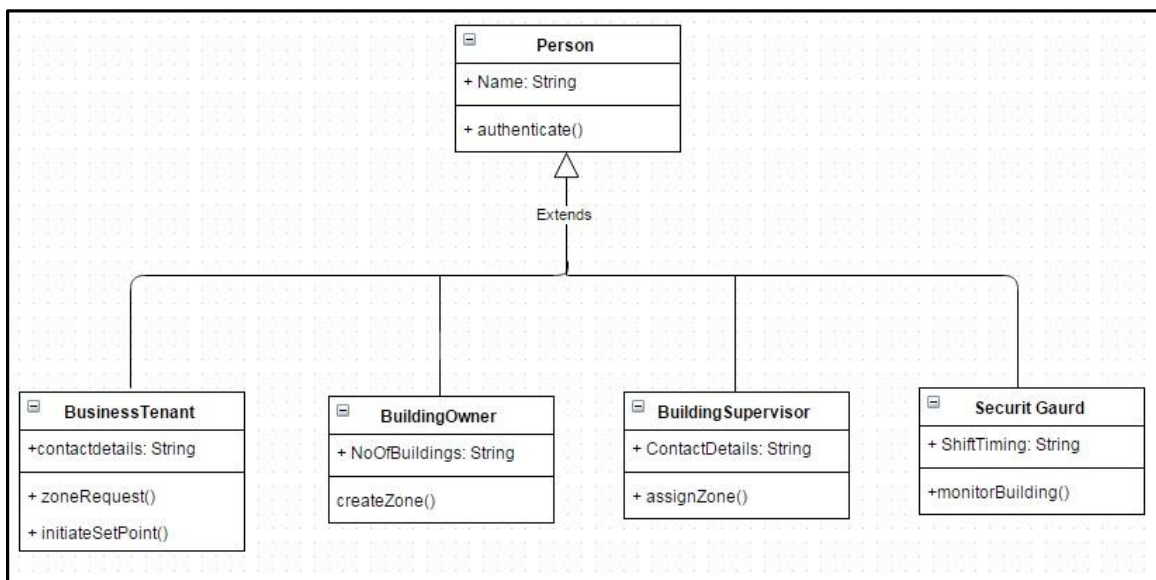 Person
+ Name: String
+ authenticate()
Extends
BusinessTenant
+contactdetails: String
+ zoneRequest()
+ initiateSetPoint()
BuildingOwner
+ NoOfBuildings: String
createZone()
BuildingSupervisor
+ ContactDetails: String
+ assignZone()
Securit Gaurd
+ ShiftTiming: String
+monitorBuilding()